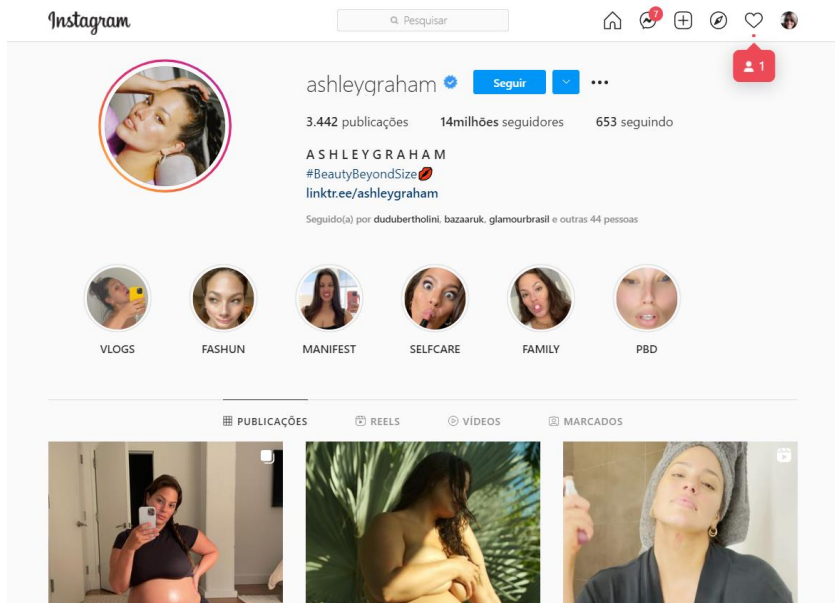 Instagram
Pesquisar
7
ashleygraham Seguir
1
3.442 publicações 14milhões seguidores 653 seguindo
A S H L E Y G R A H A M
#BeautyBeyondSize
linktr.ee/ashleygraham
Seguido(a) por dudubertholini, bazaaruk, glamourbrasil e outras 44 pessoas
VLOGS FASHUN MANIFEST SELFCARE FAMILY PBD
PUBLICAÇÕES REELS VÍDEOS MARCADOS